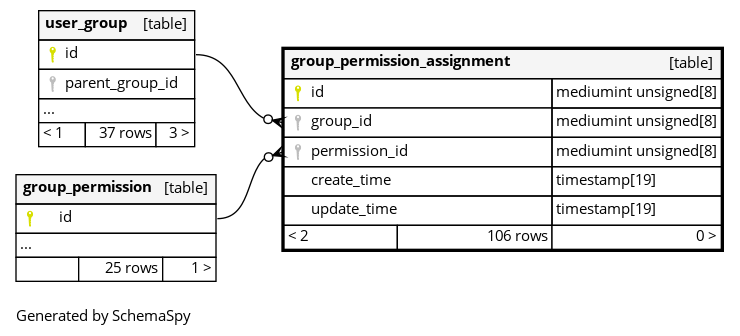 user_group [table]
id
parent_group_id
...
< 1 37 rows 3 >
group_permission [table]
id
...
25 rows 1 >
group_permission_assignment [table]
id mediumint unsigned[8]
group_id mediumint unsigned[8]
permission_id mediumint unsigned[8]
create_time timestamp[19]
update_time timestamp[19]
< 2 106 rows 0 >
Generated by SchemaSpy